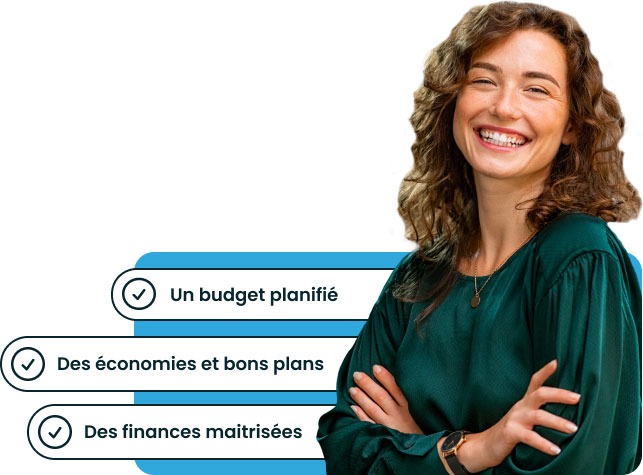 Un budget planifié
Des économies et bons plans
Des finances maitrisées